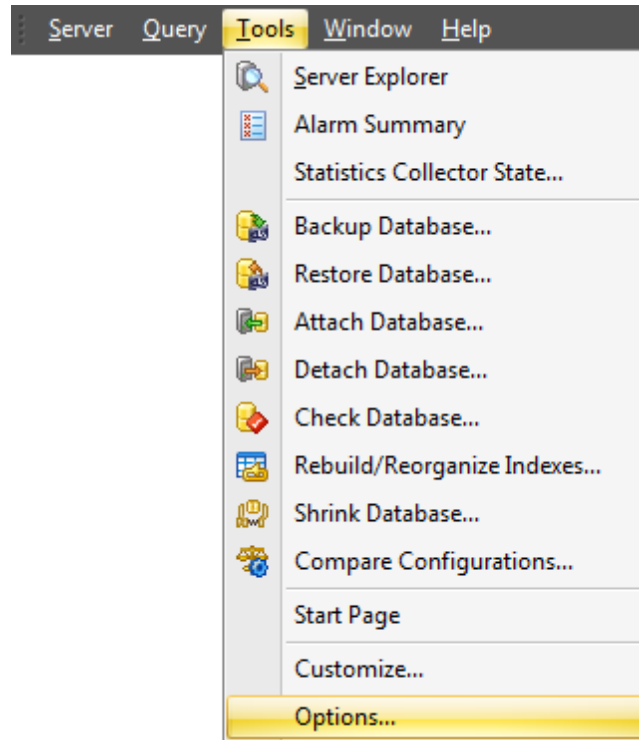 Server Query Tools Window Help
Server Explorer
Alarm Summary
Statistics Collector State...
Backup Database...
Restore Database...
Attach Database...
Detach Database...
Check Database...
Rebuild/Reorganize Indexes...
Shrink Database...
Compare Configurations...
Start Page
Customize...
Options...